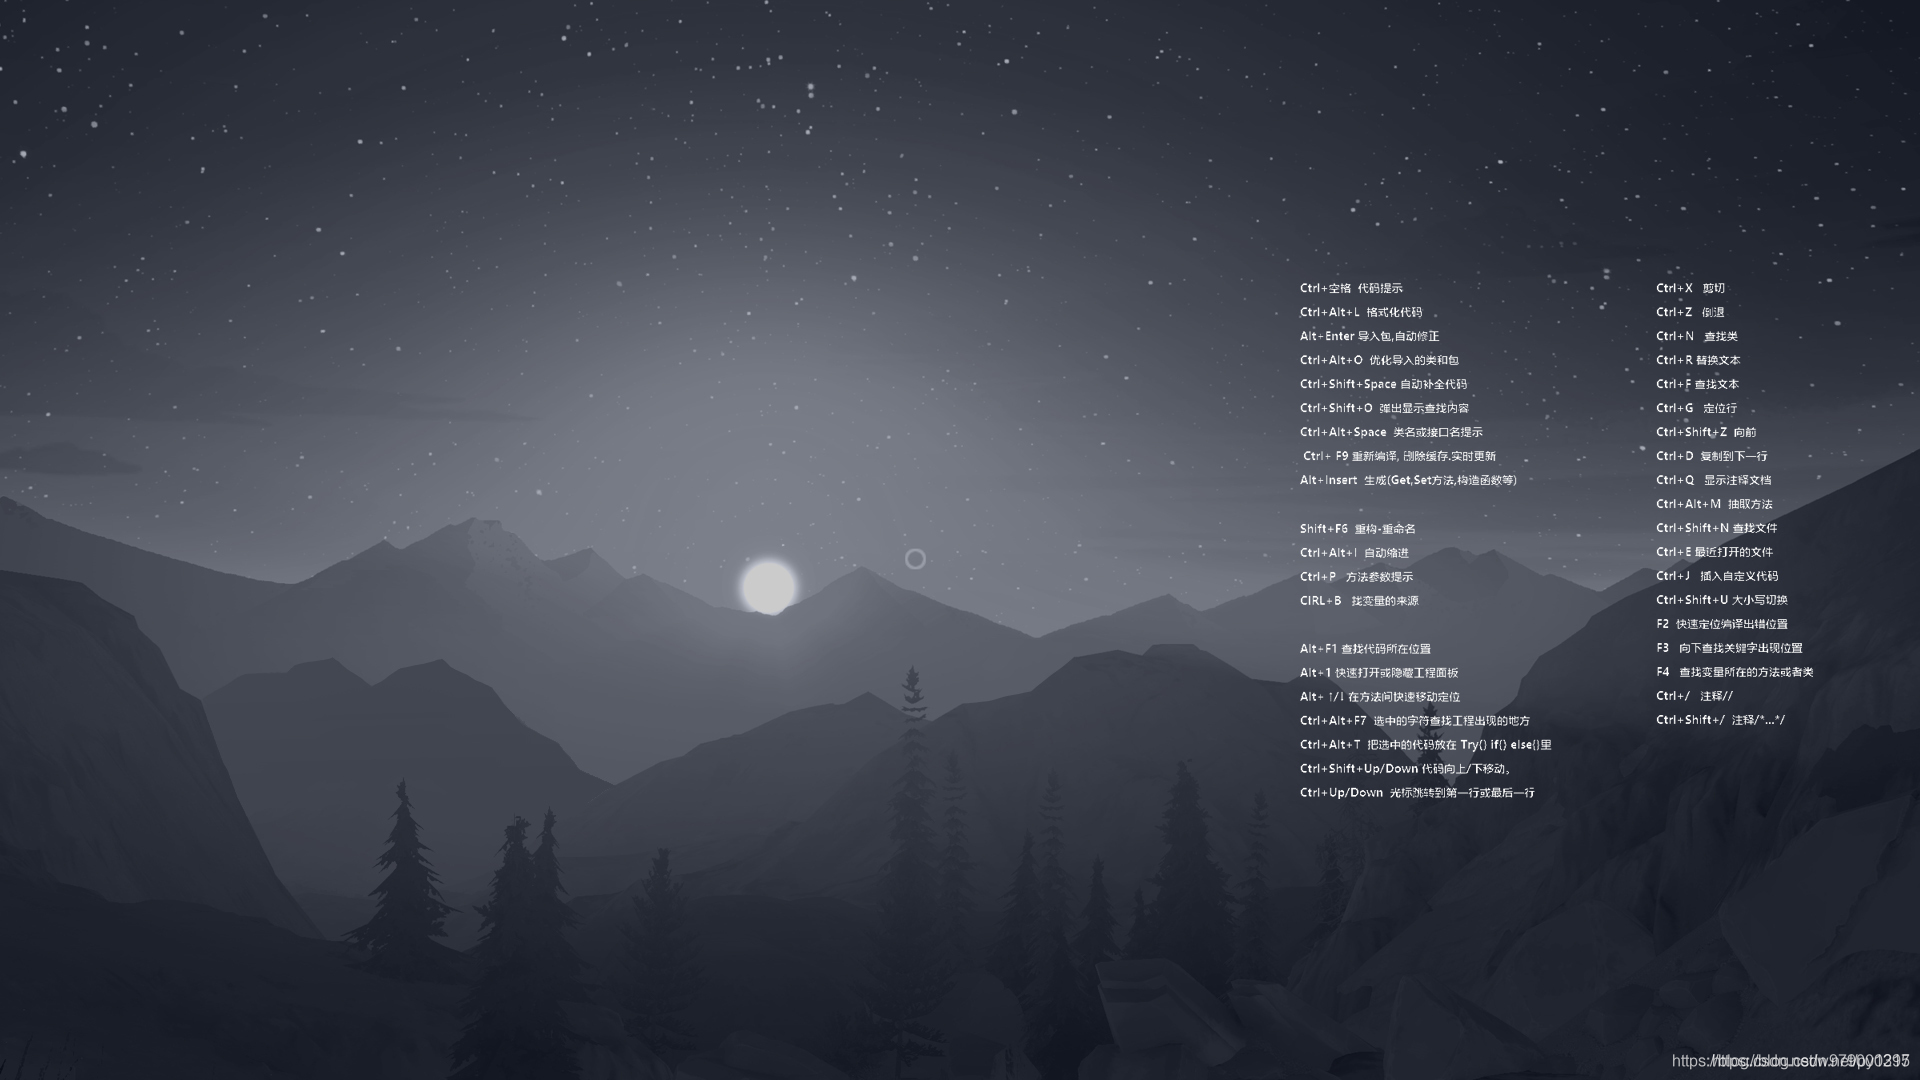 Ctrl+空格 代码提示
Ctrl+Alt+L 格式化代码
Alt+Enter 导入包,自动修正
Ctrl+Alt+O 优化导入的类和包
Ctrl+Shift+Space 自动补全代码
Ctrl+Shift+O 弹出显示查找内容
Ctrl+Alt+Space 类名或接口名提示
Ctrl+ F9 重新编译, 删除缓存.实时更新
Alt+Insert 生成(Get,Set方法,构造函数等)
Shift+F6 重构-重命名
Ctrl+Alt+I 自动缩进
Ctrl+P 方法参数提示
CIRL+B 找变量的来源
Alt+F1 查找代码所在位置
Alt+1 快速打开或隐藏工程面板
Alt+ ↑/↓ 在方法间快速移动定位
Ctrl+Alt+F7 选中的字符查找工程出现的地方
Ctrl+Alt+T 把选中的代码放在 Try{} if{} else{}里
Ctrl+Shift+Up/Down 代码向上/下移动。
Ctrl+Up/Down 光标跳转到第一行或最后一行
Ctrl+X 剪切
Ctrl+Z 倒退
Ctrl+N 查找类
Ctrl+R 替换文本
Ctrl+F 查找文本
Ctrl+G 定位行
Ctrl+Shift+Z 向前
Ctrl+D 复制到下一行
Ctrl+Q 显示注释文档
Ctrl+Alt+M 抽取方法
Ctrl+Shift+N 查找文件
Ctrl+E 最近打开的文件
Ctrl+J 插入自定义代码
Ctrl+Shift+U 大小写切换
F2 快速定位编译出错位置
F3 向下查找关键字出现位置
F4 查找变量所在的方法或者类
Ctrl+/ 注释//
Ctrl+Shift+/ 注释/*...*/